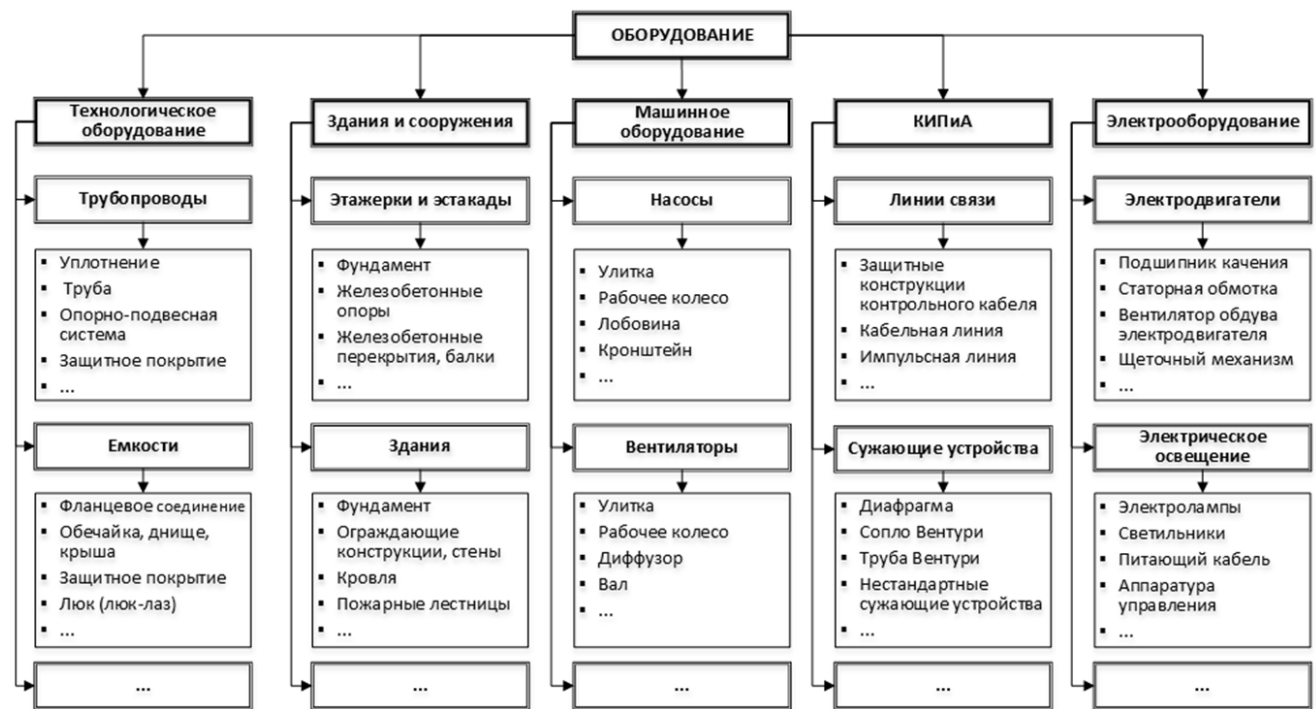 ОБОРУДОВАНИЕ
Технологическое
оборудование
Здания и сооружения
Машинное
оборудование
КИПиА
Электрооборудование
Трубопроводы
Этажерки и эстакады
Насосы
Линии связи
Электродвигатели
▪ Уплотнение
▪ Труба
▪ Опорно-подвесная
система
▪ Защитное покрытие
▪ ...
▪ Фундамент
▪ Железобетонные
опоры
▪ Железобетонные
перекрытия, балки
▪ ...
▪ Улитка
▪ Рабочее колесо
▪ Лобовина
▪ Кронштейн
▪ ...
▪ Защитные
конструкции
контрольного кабеля
▪ Кабельная линия
▪ Импульсная линия
▪ ...
▪ Подшипник качения
▪ Статорная обмотка
▪ Вентилятор обдува
электродвигателя
▪ Щеточный механизм
▪ ...
Емкости
Здания
Вентиляторы
Сужающие устройства
Электрическое
освещение
▪ Фланцевое соединение
▪ Обечайка, днище,
крыша
▪ Защитное покрытие
▪ Люк (люк-лаз)
▪ ...
▪ Фундамент
▪ Ограждающие
конструкции, стены
▪ Кровля
▪ Пожарные лестницы
▪ ...
▪ Улитка
▪ Рабочее колесо
▪ Диффузор
▪ Вал
▪ ...
▪ Диафрагма
▪ Сопло Вентури
▪ Труба Вентури
▪ Нестандартные
сужающие устройства
▪ ...
▪ Электролампы
▪ Светильники
▪ Питающий кабель
▪ Аппаратура
управления
▪ ...
...
...
...
...
...